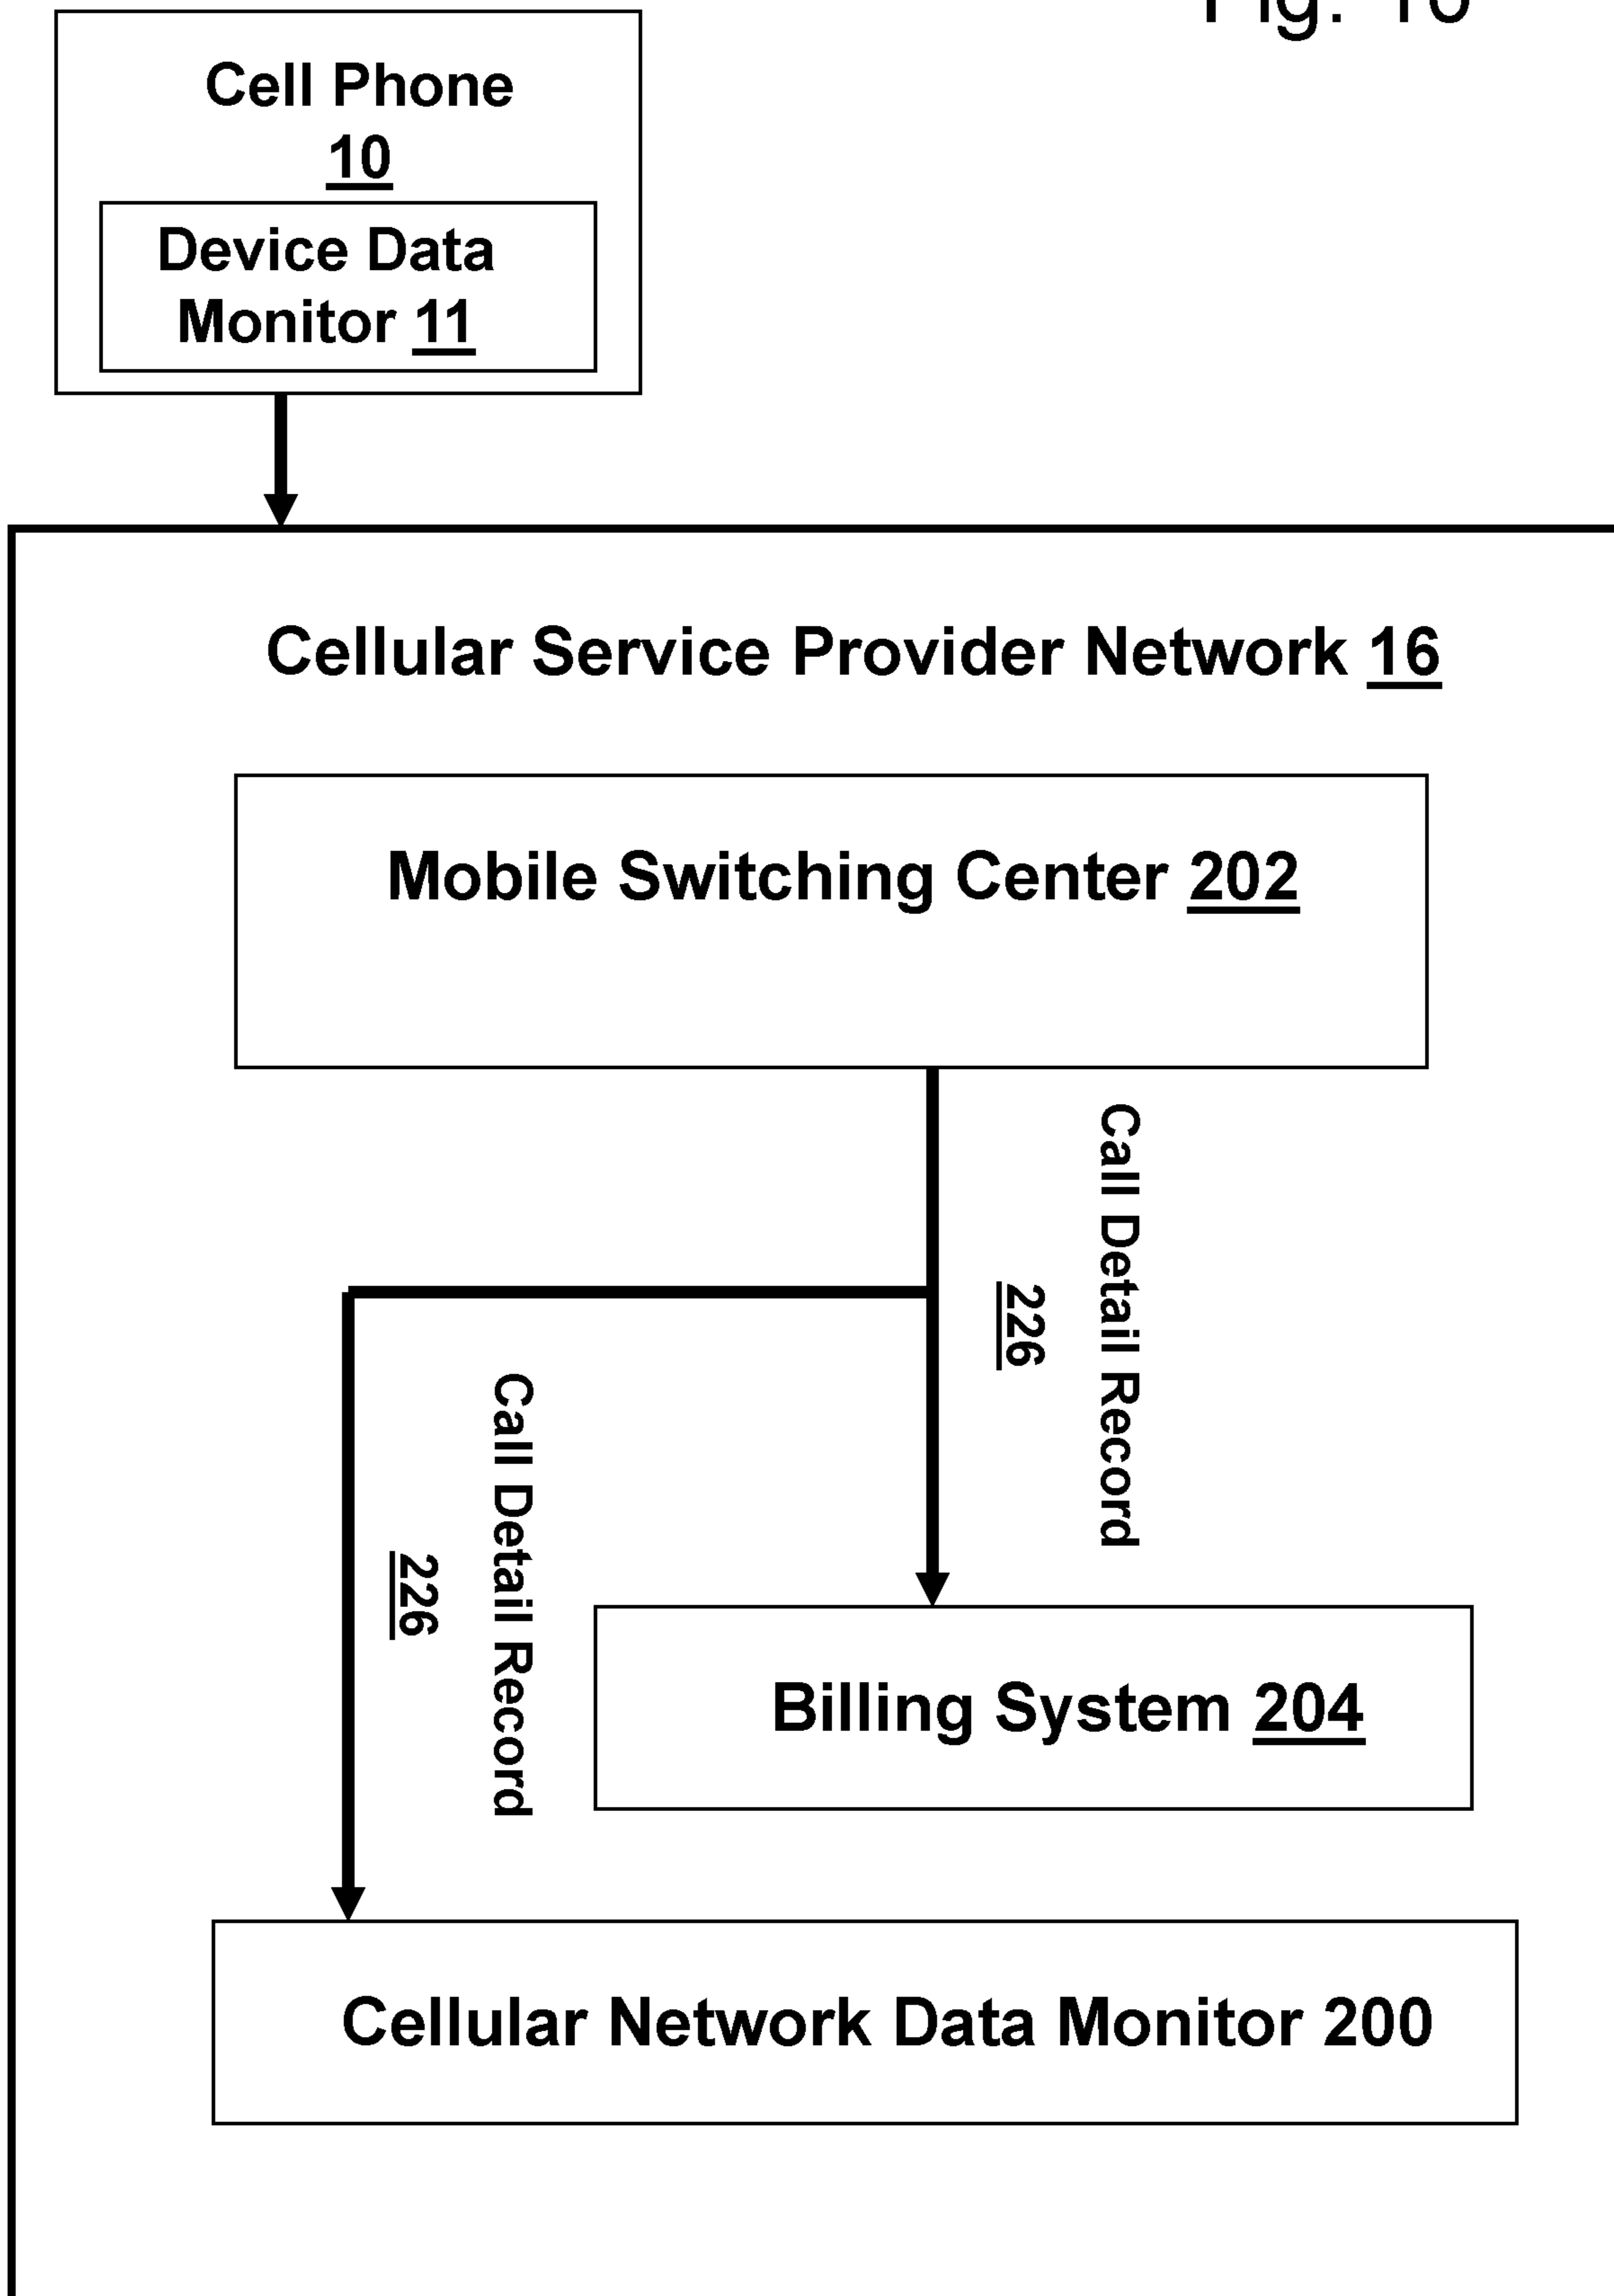 Cell Phone
10
Device Data
Monitor 11
Cellular Service Provider Network 16
Mobile Switching Center 202
Call Detail Record
226
Call Detail Record
226
Billing System 204
Cellular Network Data Monitor 200